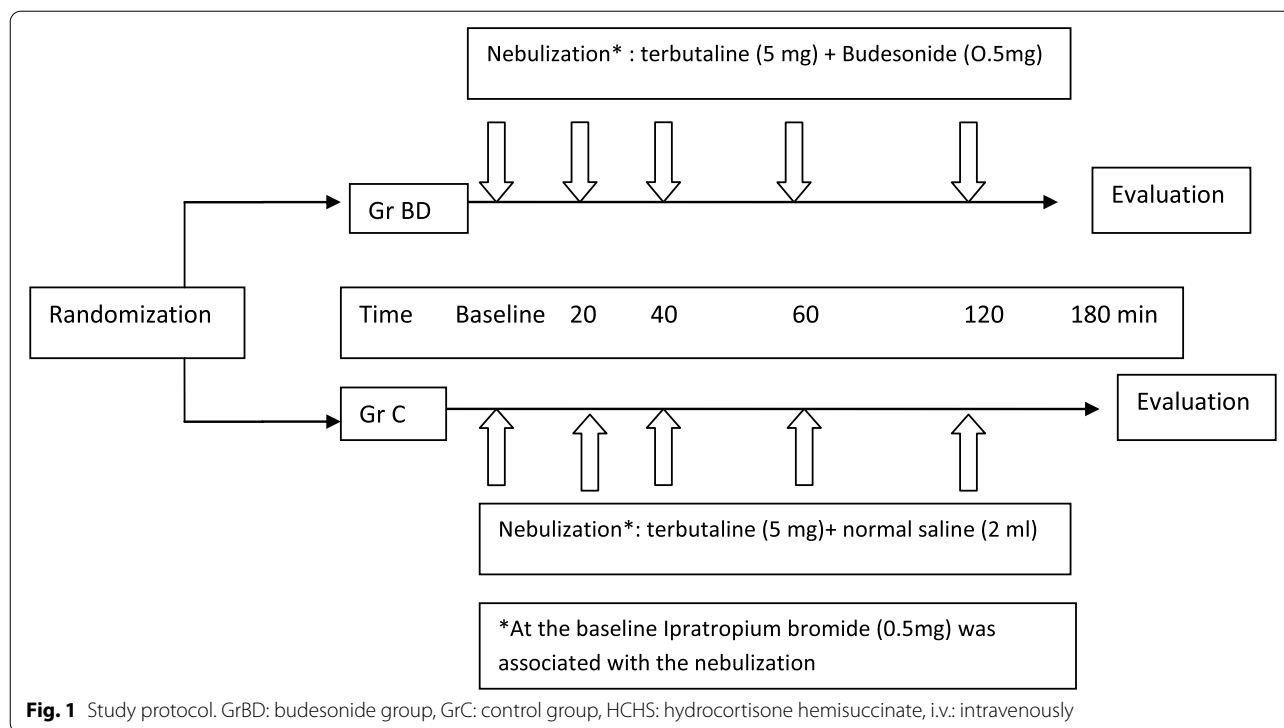 Nebulization* : terbutaline (5 mg) + Budesonide (O.5mg)
Gr BD
Evaluation
Randomization
Time Baseline 20 40 60 120 180 min
Gr C
Evaluation
Nebulization*: terbutaline (5 mg)+ normal saline (2 ml)
*At the baseline Ipratropium bromide (0.5mg) was
associated with the nebulization
Fig. 1 Study protocol. GrBD: budesonide group, GrC: control group, HCHS: hydrocortisone hemisuccinate, i.v.: intravenously